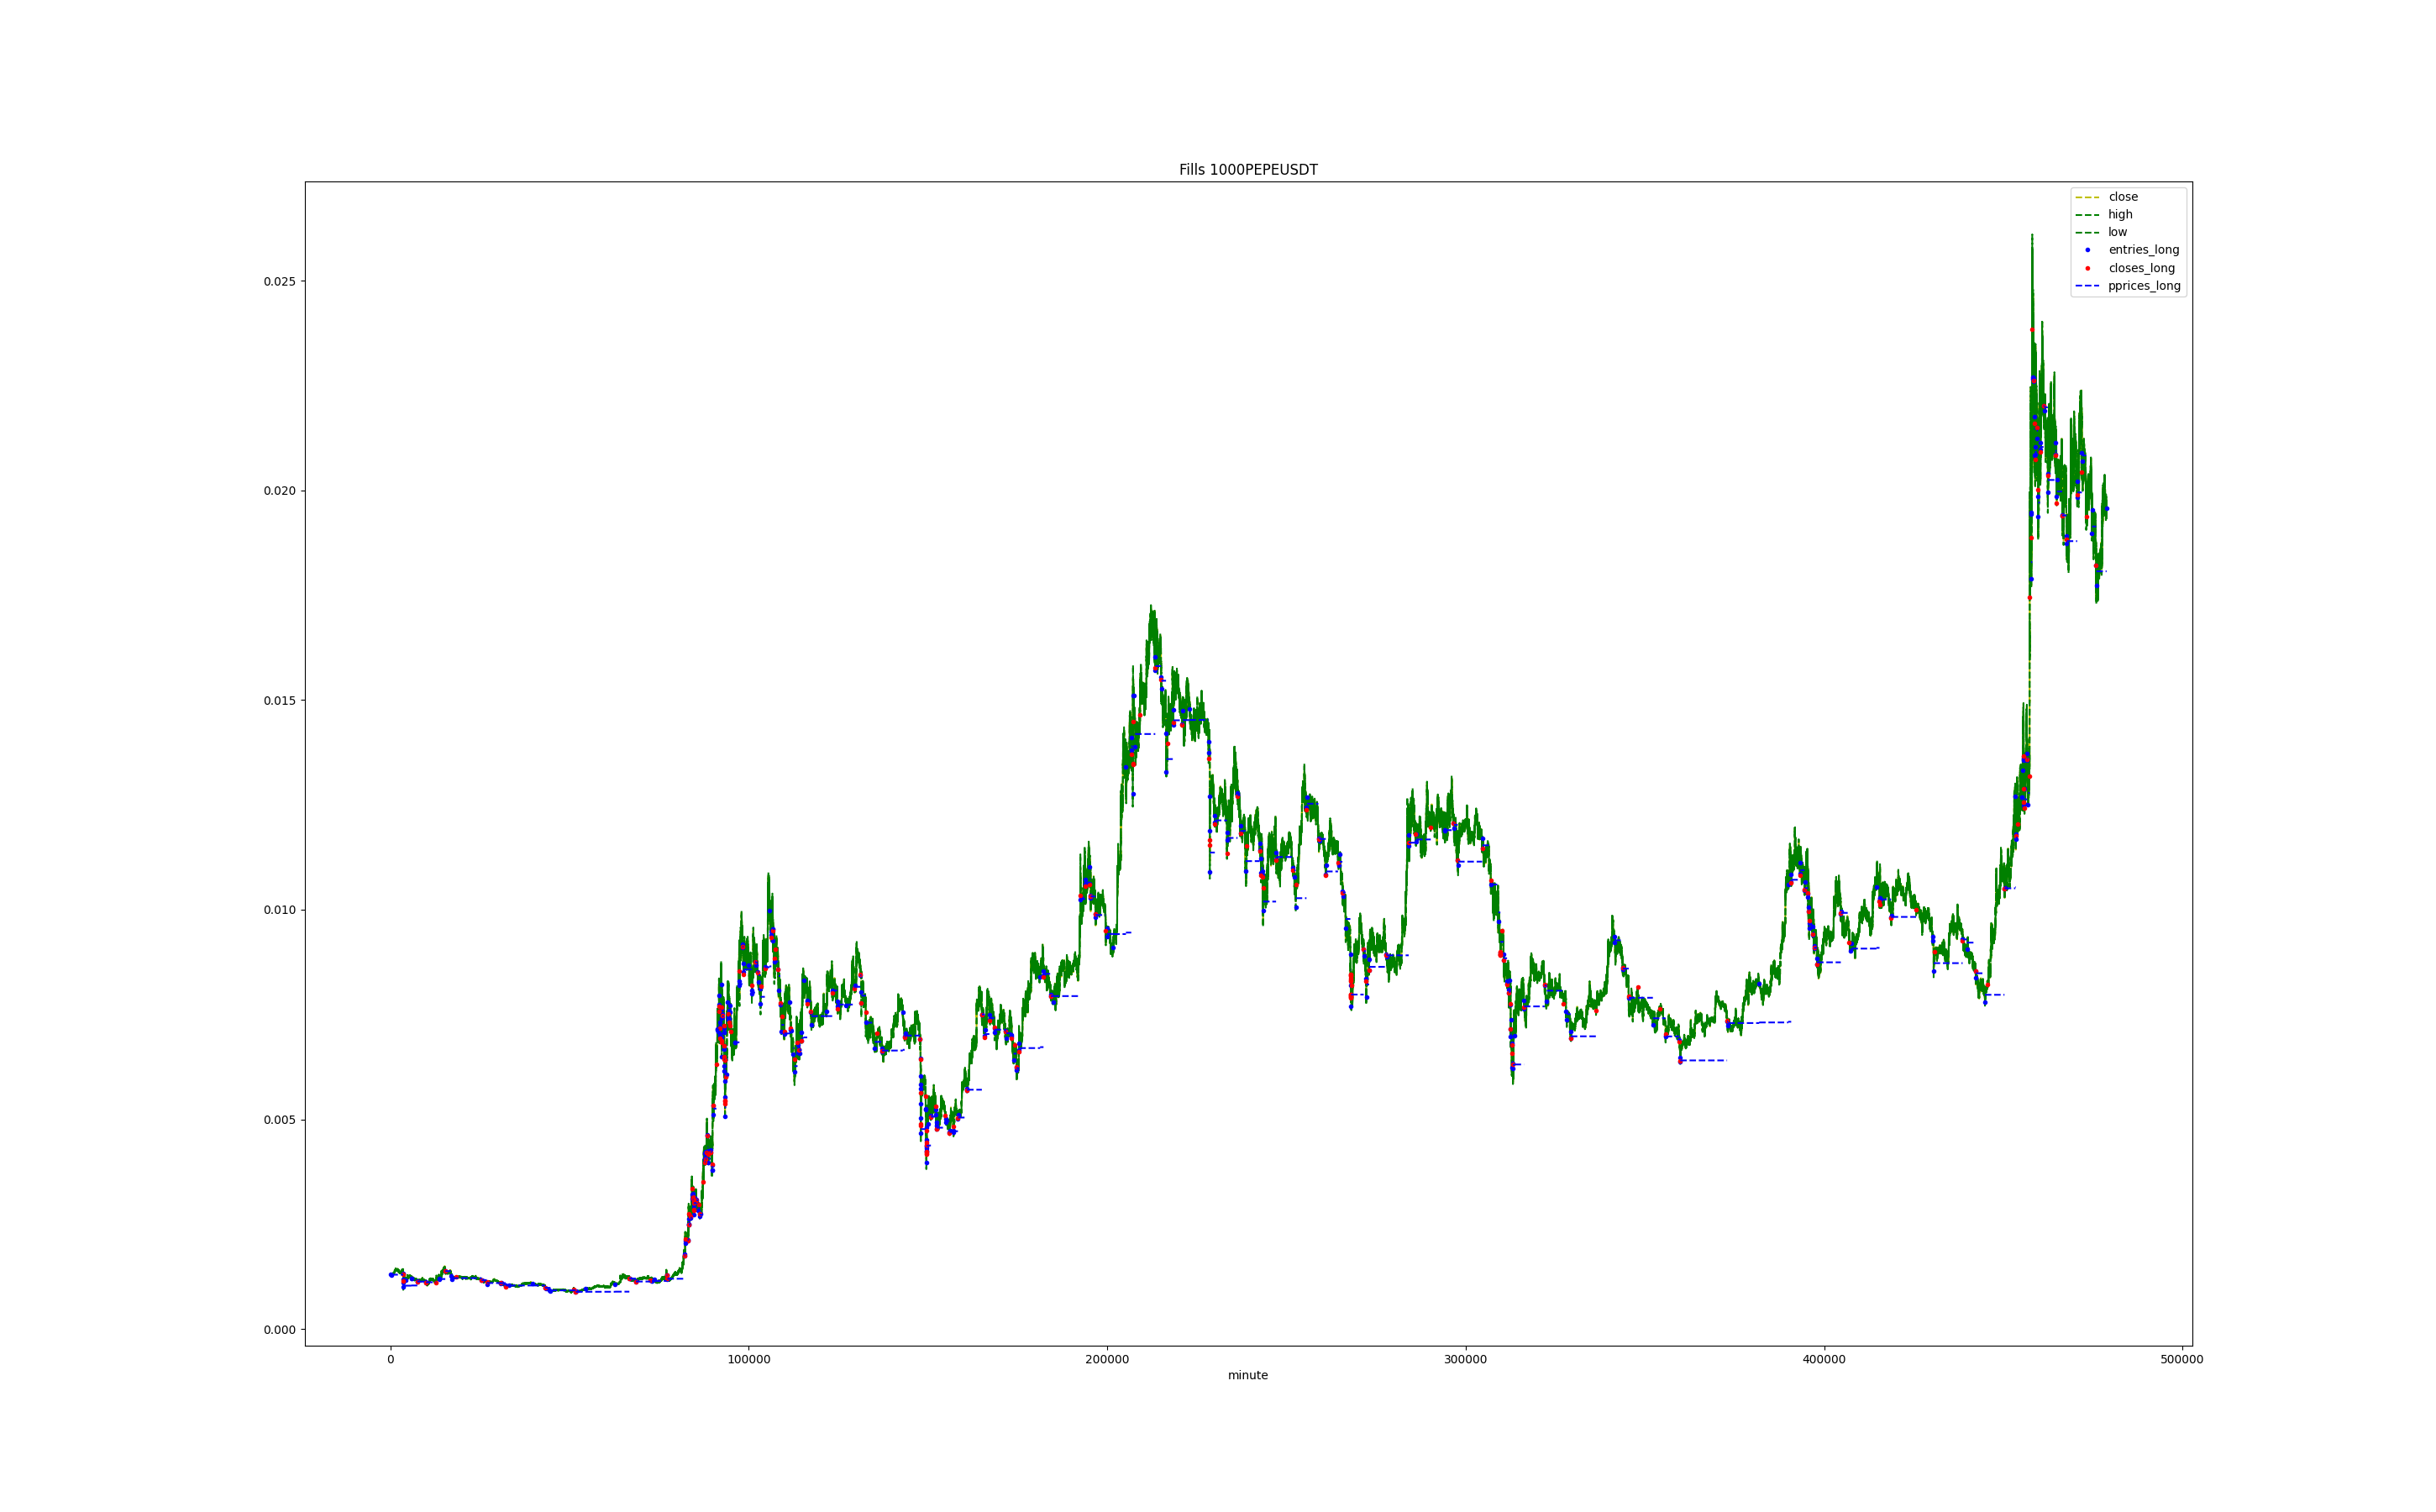 Fills 1000PEPEUSDT
close
high
low
entries_long
closes_long
pprices_long
0.025
0.020
0.015
0.010
0.005
0.000
0
100000
200000
300000
400000
500000
minute